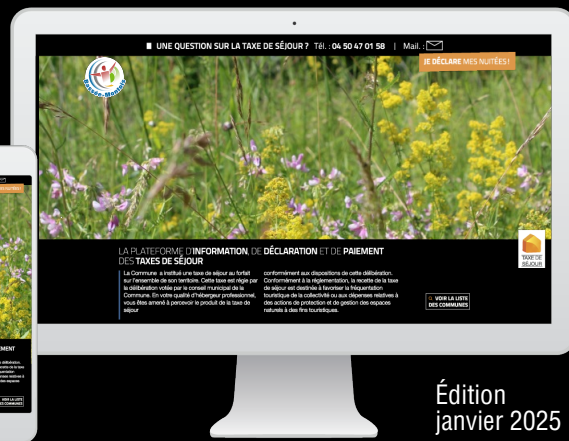 UNE QUESTION SUR LA TAXE DE SÉJOUR ? Tél. : 04 50 47 01 58 | Mail. :
JE DÉCLARE MES NUITÉES !
Bassée-Montois
LA PLATEFORME D'INFORMATION, DE DÉCLARATION ET DE PAIEMENT
DES TAXES DE SÉJOUR
La Commune a institué une taxe de séjour au forfait
sur l'ensemble de son territoire. Cette taxe est régie par
la délibération votée par le conseil municipal de la
Commune. En votre qualité d'hébergeur professionnel,
vous êtes amené à percevoir le produit de la taxe de
séjour
conformément aux dispositions de cette délibération.
Conformément à la réglementation, la recette de la taxe
de séjour est destinée à favoriser la fréquentation
touristique de la collectivité ou aux dépenses relatives à
des actions de protection et de gestion des espaces
naturels à des fins touristiques.
VOIR LA LISTE
DES COMMUNES
TAXE DE
SÉJOUR
Édition
janvier 2025